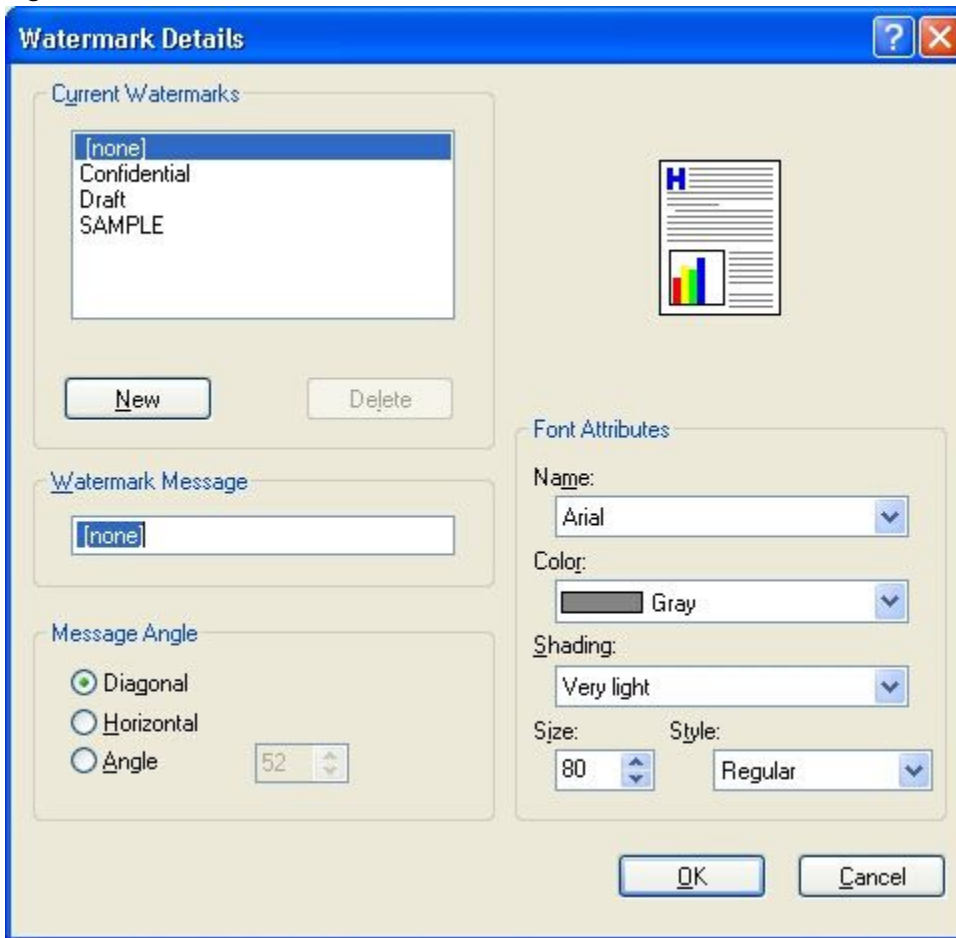 Watermark Details
Current Watermarks
[none]
Confidential
Draft
SAMPLE
New Delete
Watermark Message
[none]
Message Angle
Diagonal
Horizontal
Angle 52
H
Font Attributes
Name:
Arial
Color:
Gray
Shading:
Very light
Size: Style:
80 Regular
OK Cancel